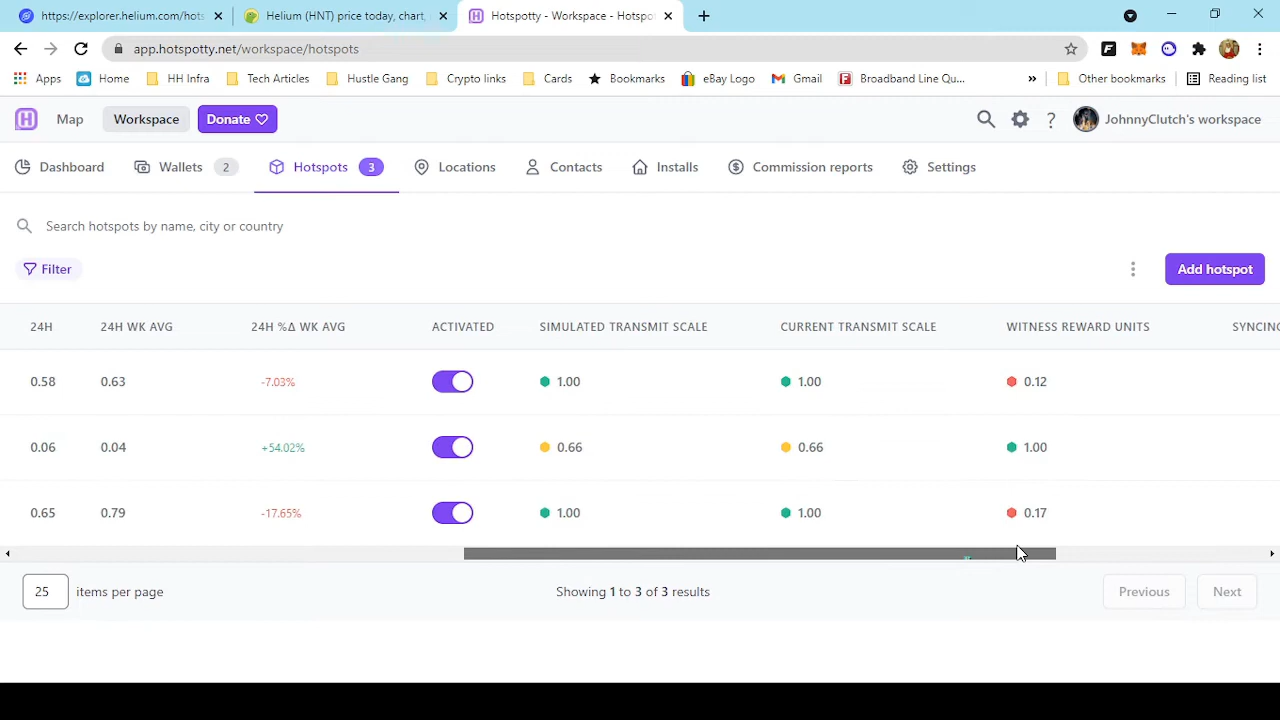 https://explorer.helium.com/hots
Helium (HNT) price today, chart,
Hotspotty - Workspace - Hotspo
app.hotspotty.net/workspace/hotspots
Apps
Home
HH Infra
Tech Articles
Hustle Gang
Crypto links
Cards
Bookmarks
eBay Logo
Gmail
Broadband Line Qu...
»
Other bookmarks
Reading list
Map
Workspace
Donate
?
JohnnyClutch's workspace
Dashboard
Wallets 2
Hotspots 3
Locations
Contacts
Installs
Commission reports
Settings
Search hotspots by name, city or country
Filter
Add hotspot
24H 24H WK AVG 24H %Δ WK AVG ACTIVATED SIMULATED TRANSMIT SCALE CURRENT TRANSMIT SCALE WITNESS REWARD UNITS SYNCING
0.58 0.63 -7.03% 1.00 1.00 0.12
0.06 0.04 +54.02% 0.66 0.66 1.00
0.65 0.79 -17.65% 1.00 1.00 0.17
25 items per page
Showing 1 to 3 of 3 results
Previous
Next